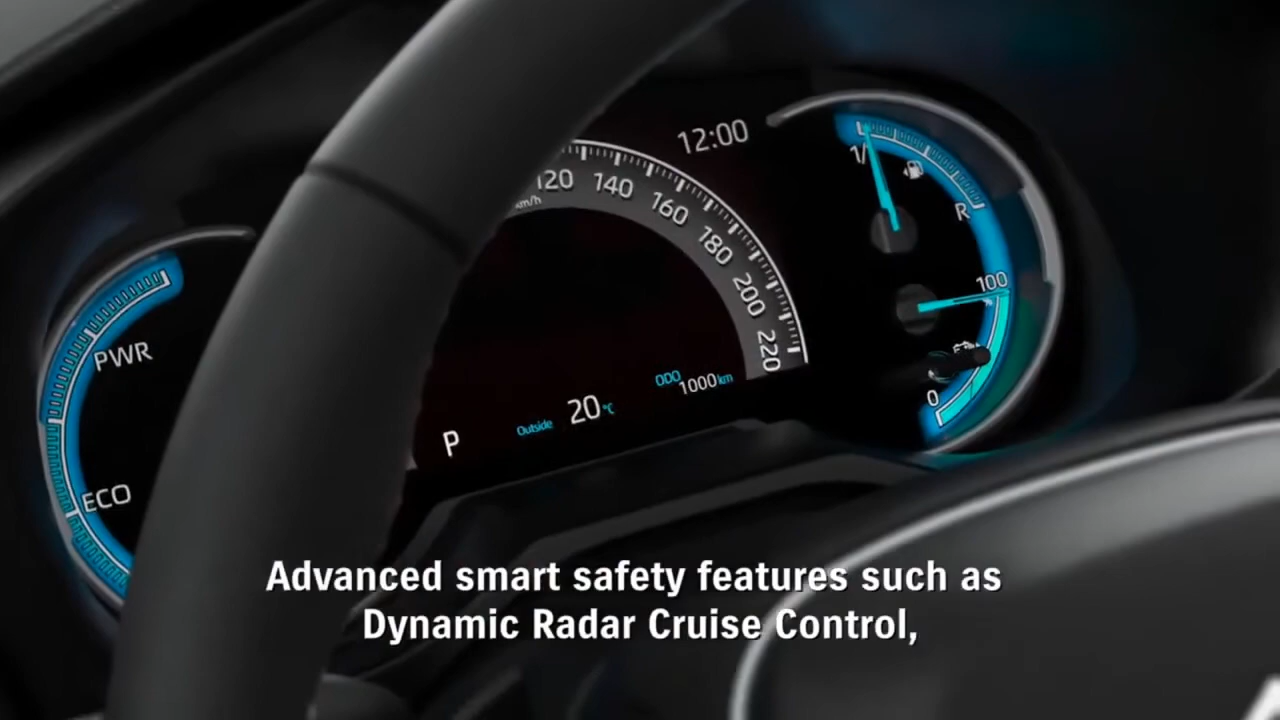 12:00
120
140
160
180
200
220
km/h
1/
R
100
0
PWR
ECO
P
Outside 20°C
ODO 1000km
Advanced smart safety features such as
Dynamic Radar Cruise Control,